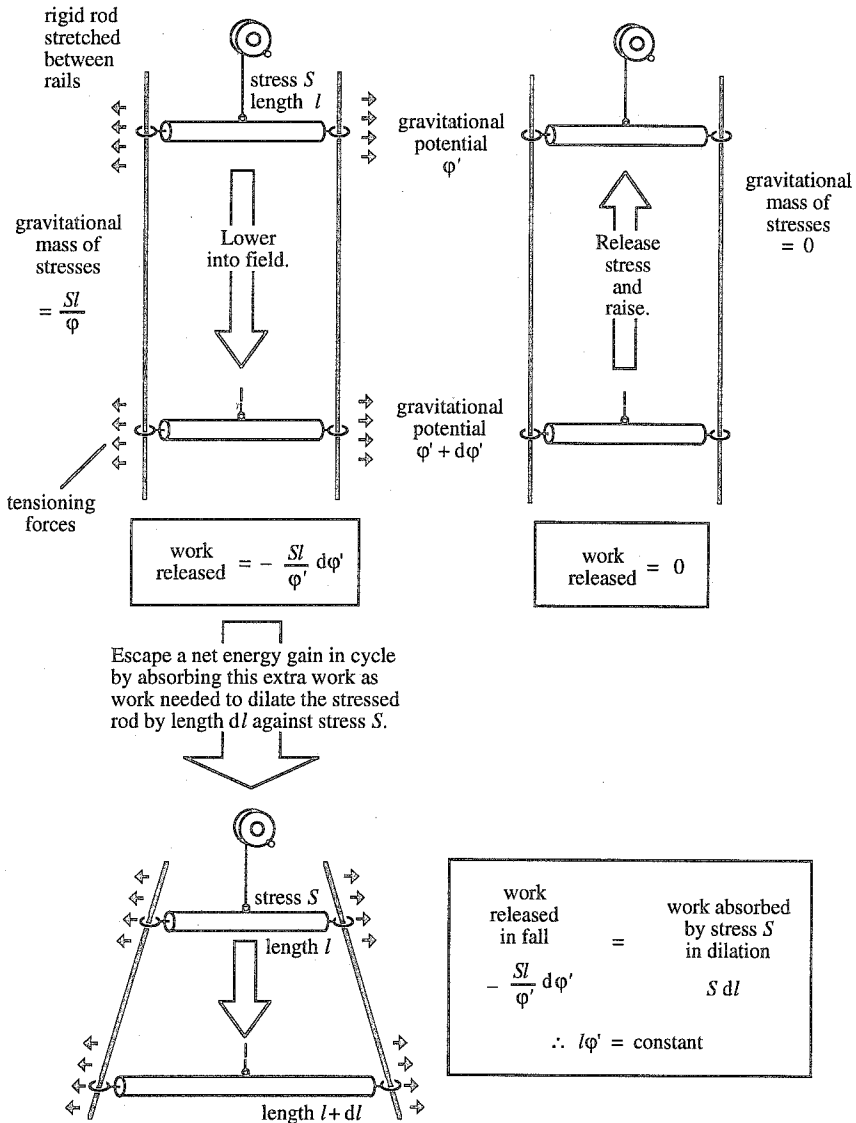 rigid rod
stretched
between
rails
stress S
length l
gravitational
potential
φ'
gravitational
mass of
stresses
= Sl/φ
Lower
into field.
Release
stress
and
raise.
gravitational
mass of
stresses
= 0
gravitational
potential
φ' + dφ'
tensioning
forces
work
released = − Sl/φ' dφ'
work
released = 0
Escape a net energy gain in cycle
by absorbing this extra work as
work needed to dilate the stressed
rod by length dl against stress S.
stress S
length l
length l + dl
work
released
in fall
− Sl/φ' dφ'
=
work absorbed
by stress S
in dilation
S dl
∴ lφ' = constant